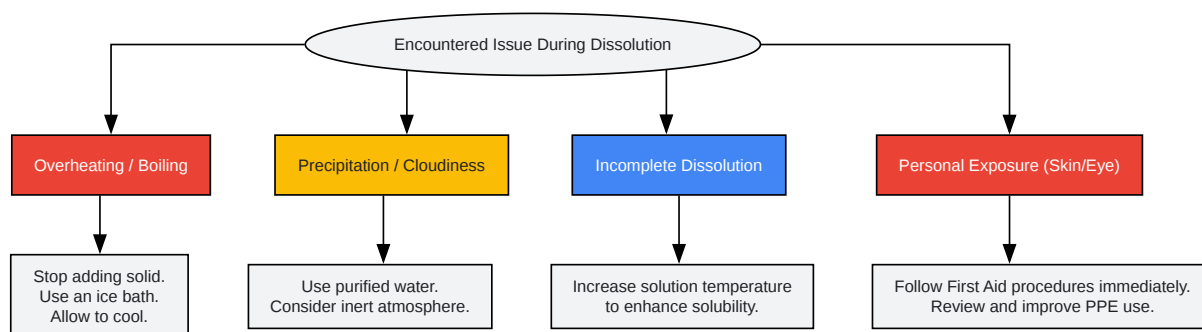 Encountered Issue During Dissolution
Overheating / Boiling
Precipitation / Cloudiness
Incomplete Dissolution
Personal Exposure (Skin/Eye)
Stop adding solid.
Use an ice bath.
Allow to cool.
Use purified water.
Consider inert atmosphere.
Increase solution temperature
to enhance solubility.
Follow First Aid procedures immediately.
Review and improve PPE use.